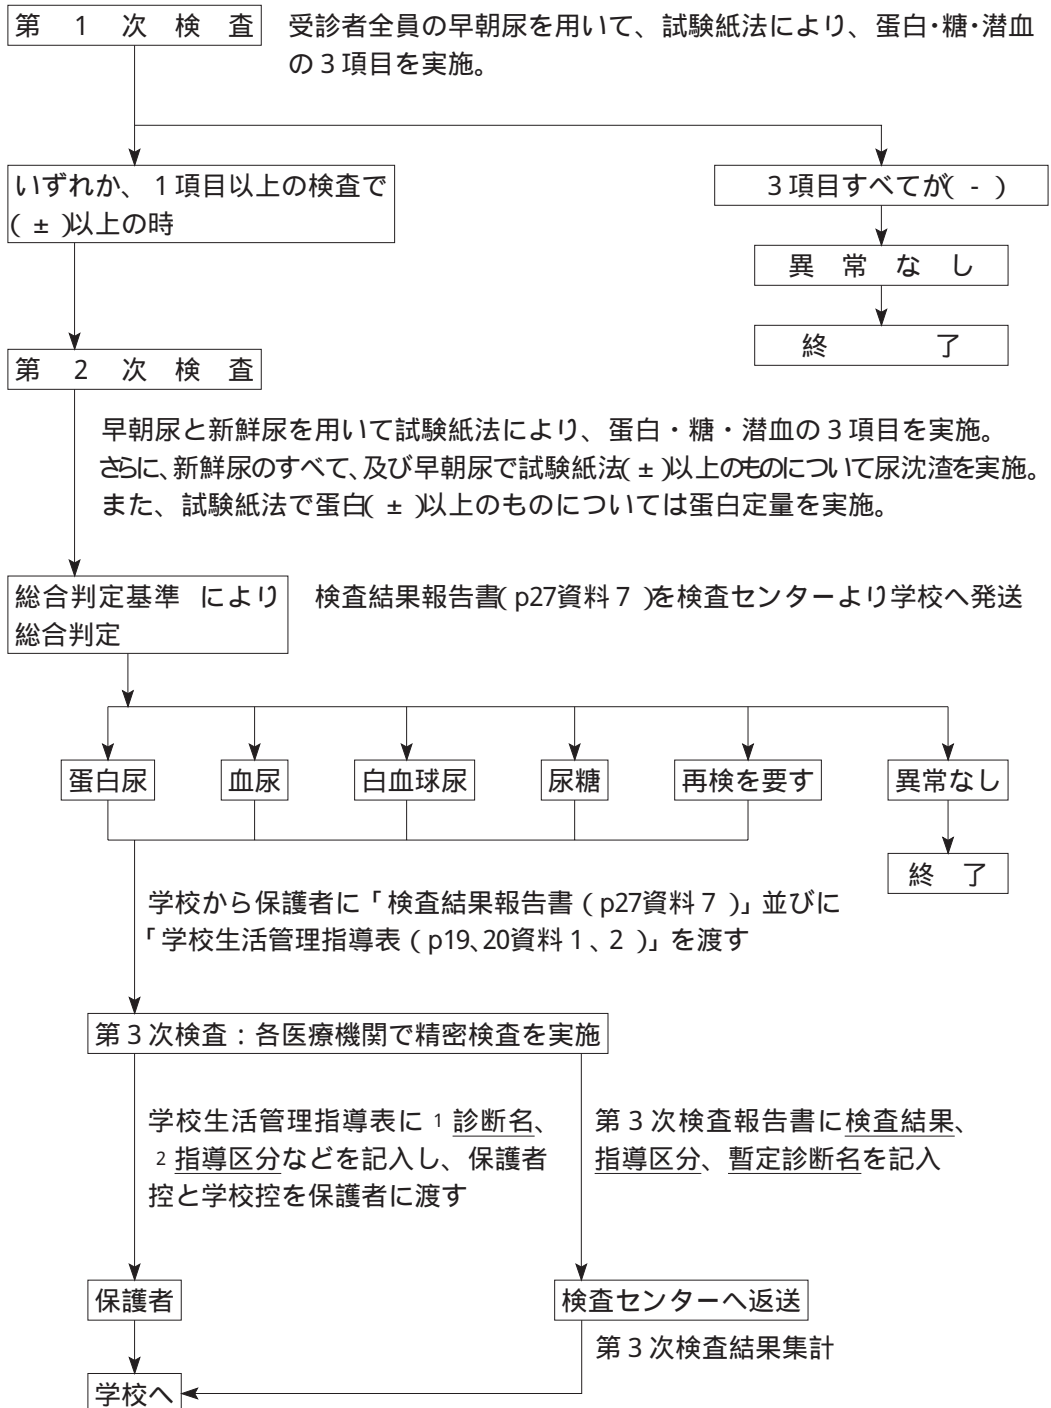 第1次検査
受診者全員の早朝尿を用いて、試験紙法により、蛋白・糖・潜血
の3項目を実施。
いずれか、1項目以上の検査で
(±)以上の時
3項目すべてが(-)
異常なし
終了
第2次検査
早朝尿と新鮮尿を用いて試験紙法により、蛋白・糖・潜血の3項目を実施。
さらに、新鮮尿のすべて、及び早朝尿で試験紙法(±)以上のものについて尿沈渣を実施。
また、試験紙法で蛋白(±)以上のものについては蛋白定量を実施。
総合判定基準 により
総合判定
検査結果報告書(p27資料7)を検査センターより学校へ発送
蛋白尿
血尿
白血球尿
尿糖
再検を要す
異常なし
終了
学校から保護者に「検査結果報告書(p27資料7)」並びに
「学校生活管理指導表(p19、20資料1、2)」を渡す
第3次検査:各医療機関で精密検査を実施
学校生活管理指導表に 1 診断名、
2 指導区分などを記入し、保護者
控と学校控を保護者に渡す
第3次検査報告書に検査結果、
指導区分、暫定診断名を記入
保護者
検査センターへ返送
第3次検査結果集計
学校へ